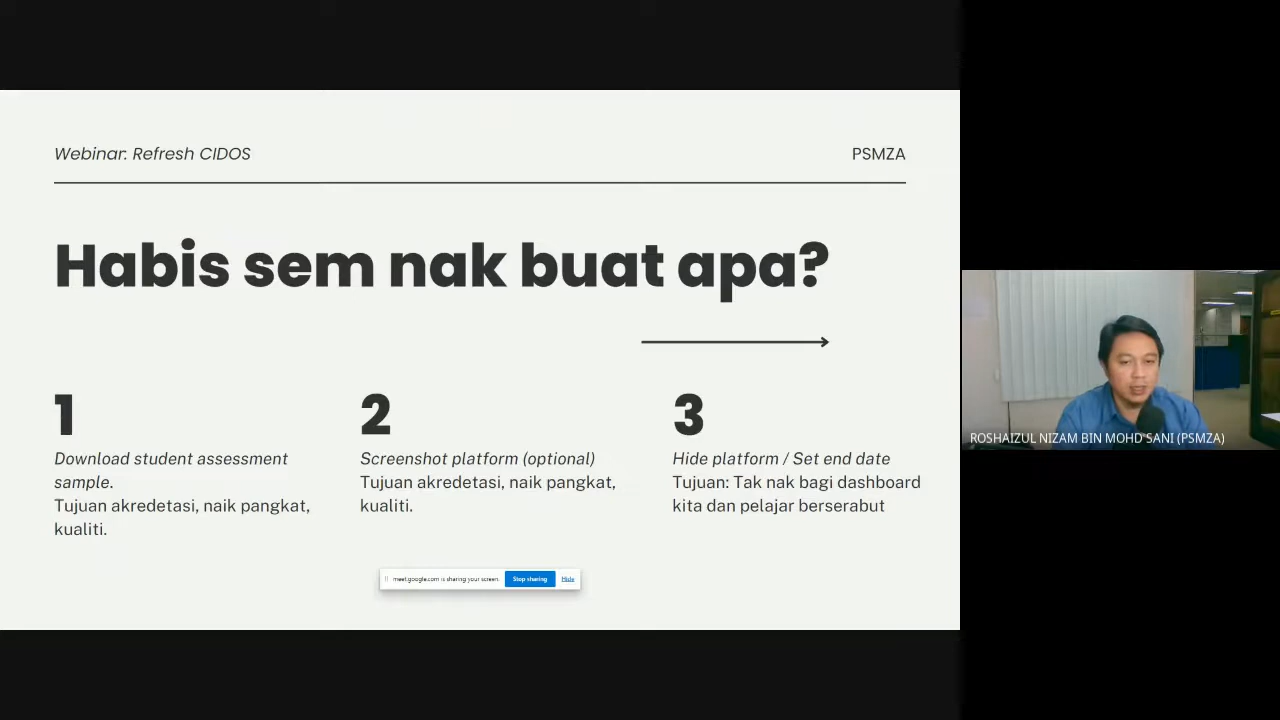 Webinar: Refresh CIDOS
PSMZA
Habis sem nak buat apa?
1
Download student assessment
sample.
Tujuan akredetasi, naik pangkat,
kualiti.
2
Screenshot platform (optional)
Tujuan akredetasi, naik pangkat,
kualiti.
3
Hide platform / Set end date
Tujuan: Tak nak bagi dashboard
kita dan pelajar berserabut
meet.google.com is sharing your screen.
Stop sharing
Hide
ROSHAIZUL NIZAM BIN MOHD SANI (PSMZA)